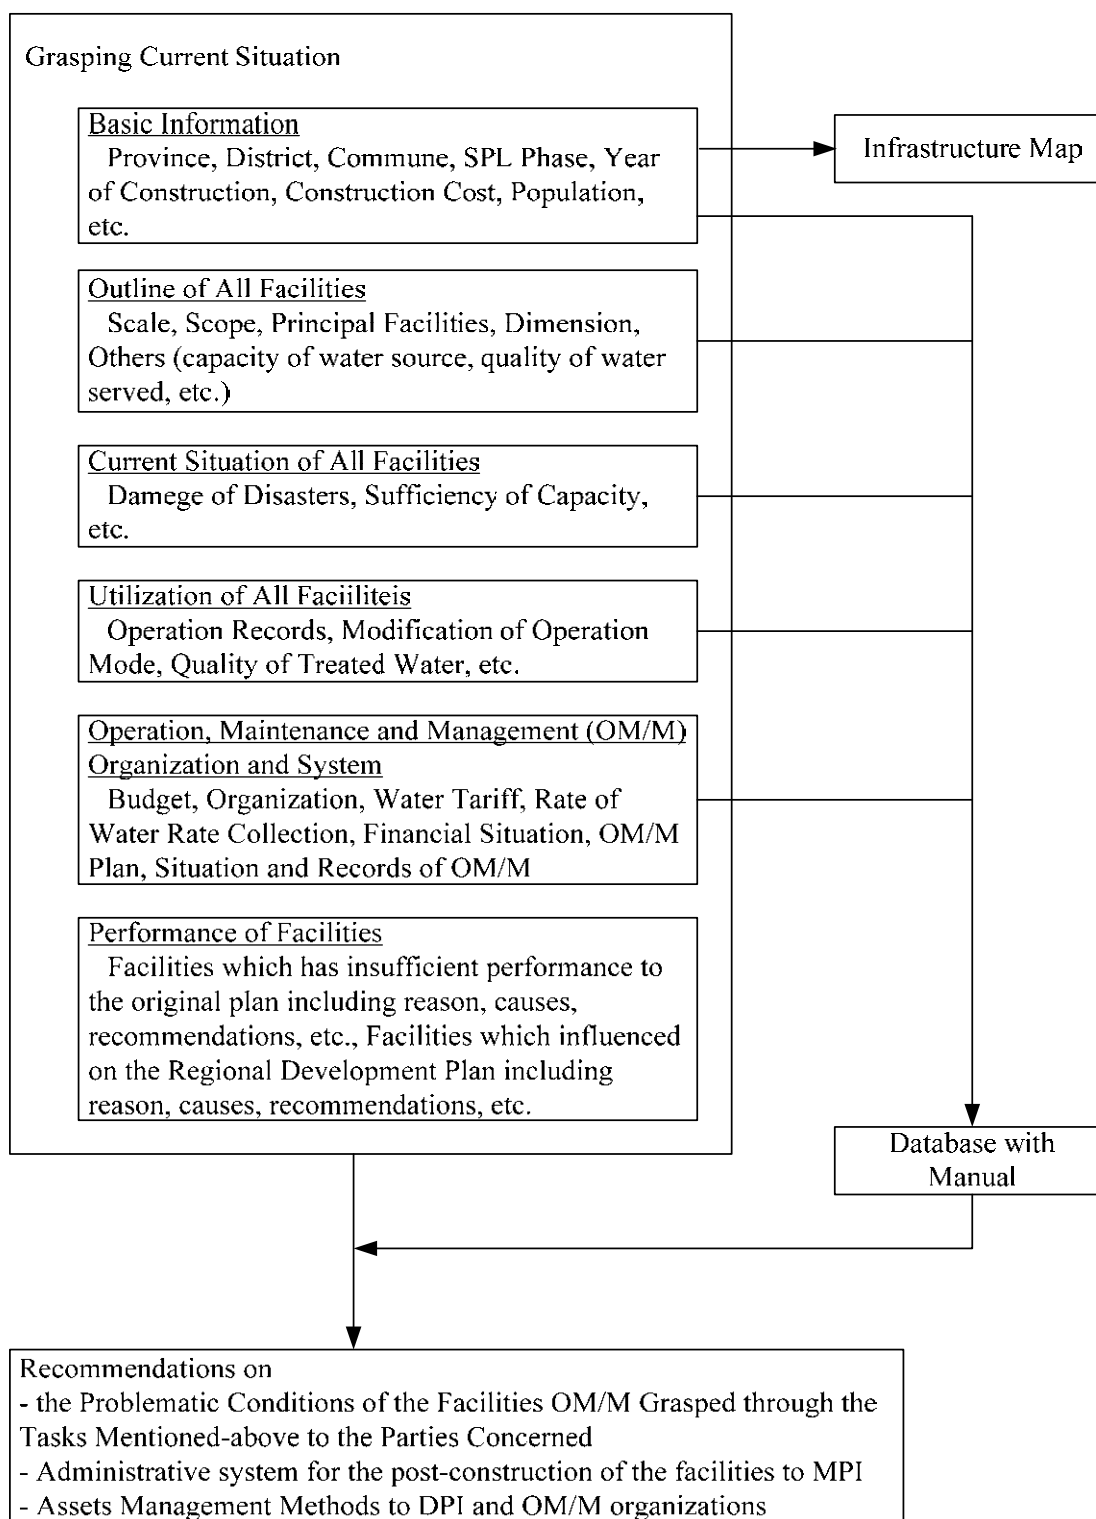 Grasping Current Situation
Basic Information
Province, District, Commune, SPL Phase, Year
of Construction, Construction Cost, Population,
etc.
Infrastructure Map
Outline of All Facilities
Scale, Scope, Principal Facilities, Dimension,
Others (capacity of water source, quality of water
served, etc.)
Current Situation of All Facilities
Damege of Disasters, Sufficiency of Capacity,
etc.
Utilization of All Faciiliteis
Operation Records, Modification of Operation
Mode, Quality of Treated Water, etc.
Operation, Maintenance and Management (OM/M)
Organization and System
Budget, Organization, Water Tariff, Rate of
Water Rate Collection, Financial Situation, OM/M
Plan, Situation and Records of OM/M
Performance of Facilities
Facilities which has insufficient performance to
the original plan including reason, causes,
recommendations, etc., Facilities which influenced
on the Regional Development Plan including
reason, causes, recommendations, etc.
Database with
Manual
Recommendations on
- the Problematic Conditions of the Facilities OM/M Grasped through the
Tasks Mentioned-above to the Parties Concerned
- Administrative system for the post-construction of the facilities to MPI
- Assets Management Methods to DPI and OM/M organizations